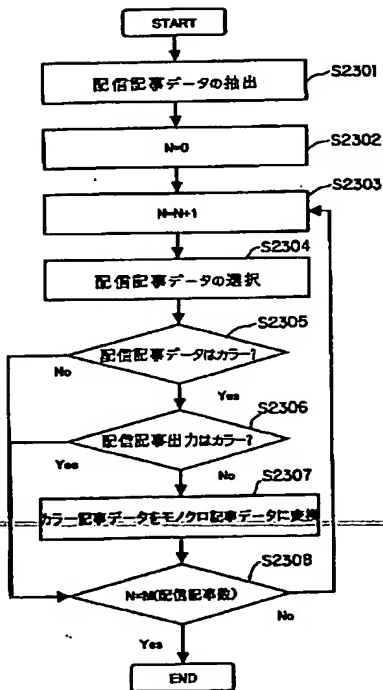 START
配信記事データの抽出
S2301
N=0
S2302
N=N+1
S2303
S2304
配信記事データの選択
S2305
配信記事データはカラー?
No
Yes
S2306
配信記事出力はカラー?
Yes
No
S2307
カラー記事データをモノクロ記事データに変換
S2308
N=M(配信記事数)
No
Yes
END